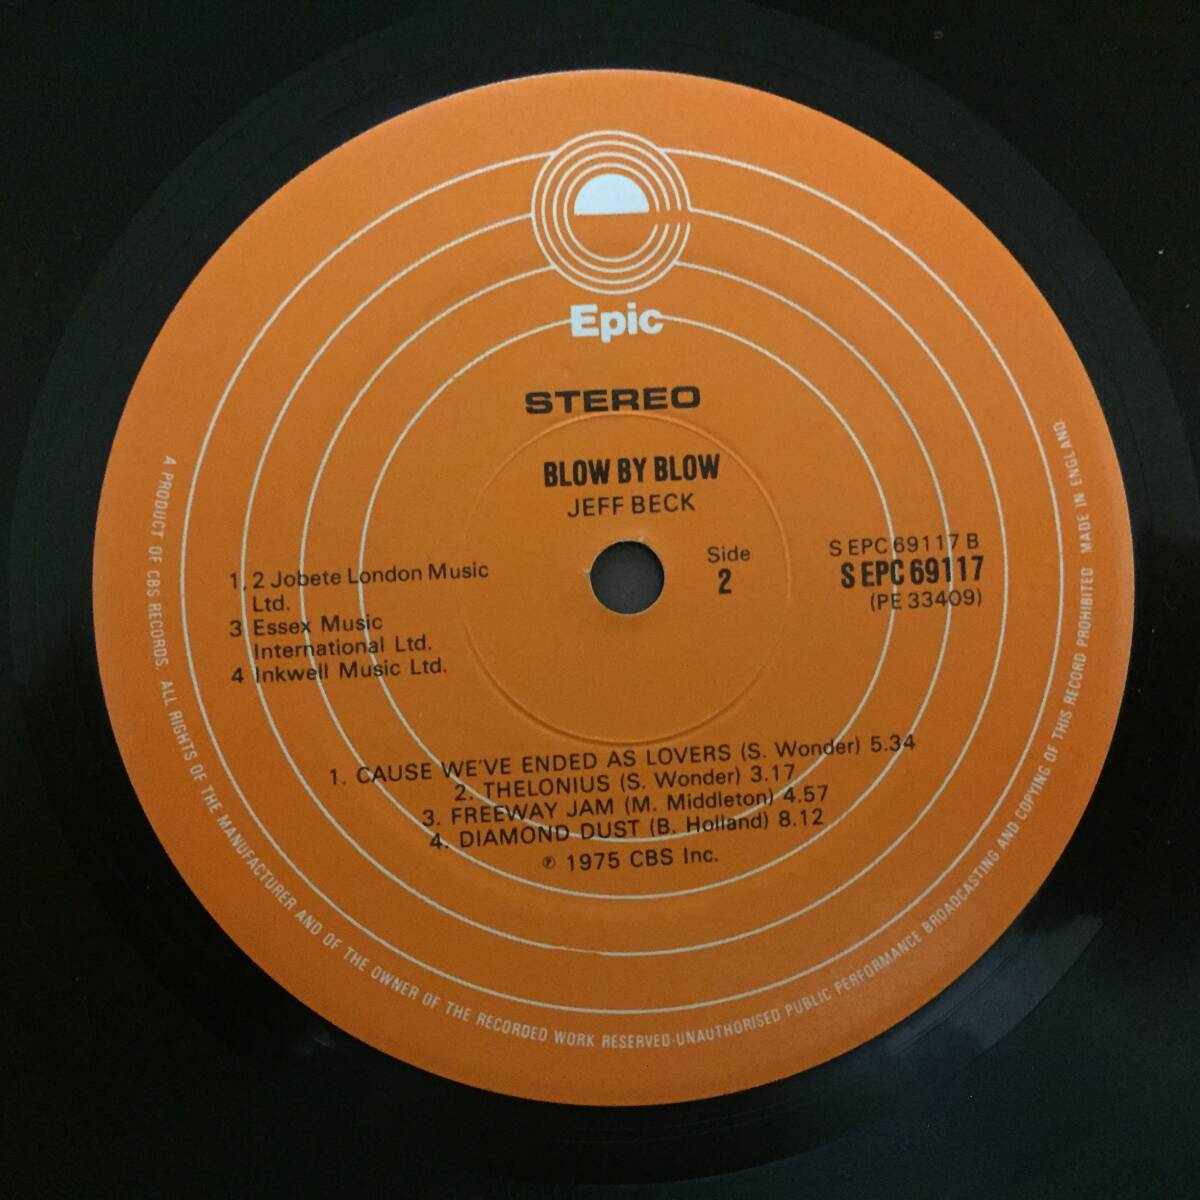 Epic
STEREO
BLOW BY BLOW
JEFF BECK
Side
2
S EPC 69117 B
S EPC 69117
(PE 33409)
1, 2 Jobete London Music
Ltd.
3 Essex Music
International Ltd.
4 Inkwell Music Ltd.
1. CAUSE WE'VE ENDED AS LOVERS (S. Wonder) 5.34
2. THELONIUS (S. Wonder) 3.17
3. FREEWAY JAM (M. Middleton) 4.57
4. DIAMOND DUST (B. Holland) 8.12
℗ 1975 CBS Inc.
A PRODUCT OF CBS RECORDS. ALL RIGHTS OF THE MANUFACTURER AND OF THE OWNER OF THE RECORDED WORK RESERVED-UNAUTHORISED PUBLIC PERFORMANCE BROADCASTING AND COPYING OF THIS RECORD PROHIBITED MADE IN ENGLAND